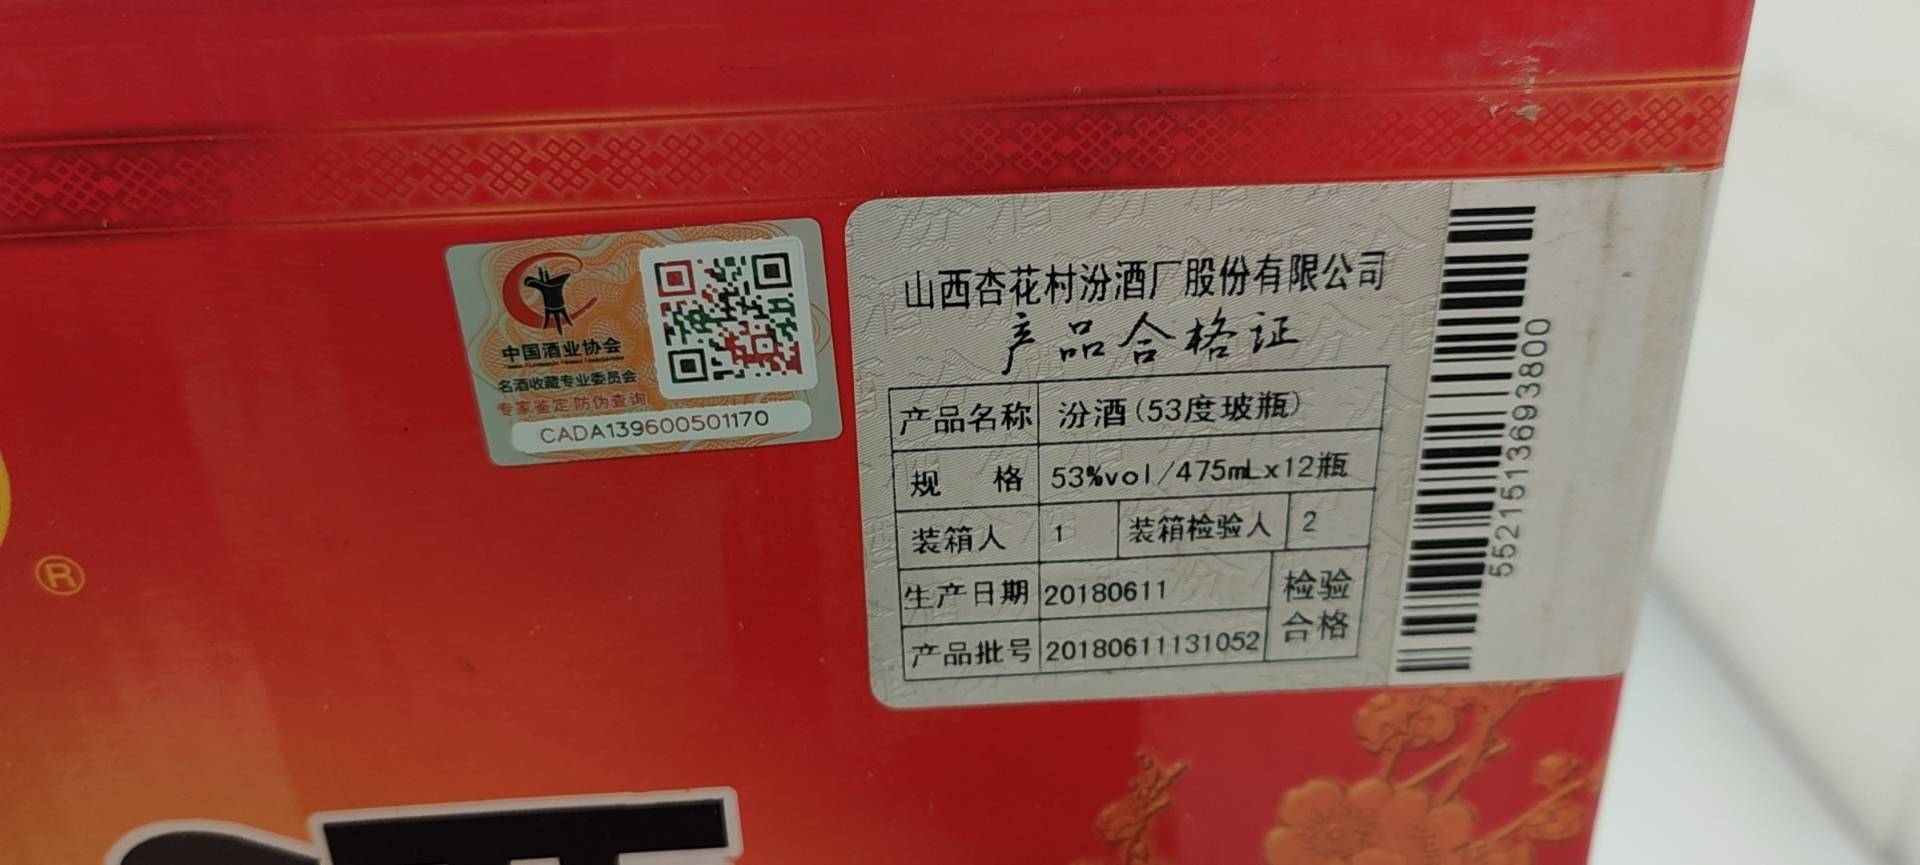 中国酒业协会
名酒收藏专业委员会
专家鉴定 防伪查询
CADA139600501170
山西杏花村汾酒厂股份有限公司
产品合格证
产品名称 汾酒(53度玻瓶)
规 格 53%vol/475mLx12瓶
装箱人 1 装箱检验人 2
生产日期 20180611 检验
产品批号 20180611131052 合格
552151369380​0
®